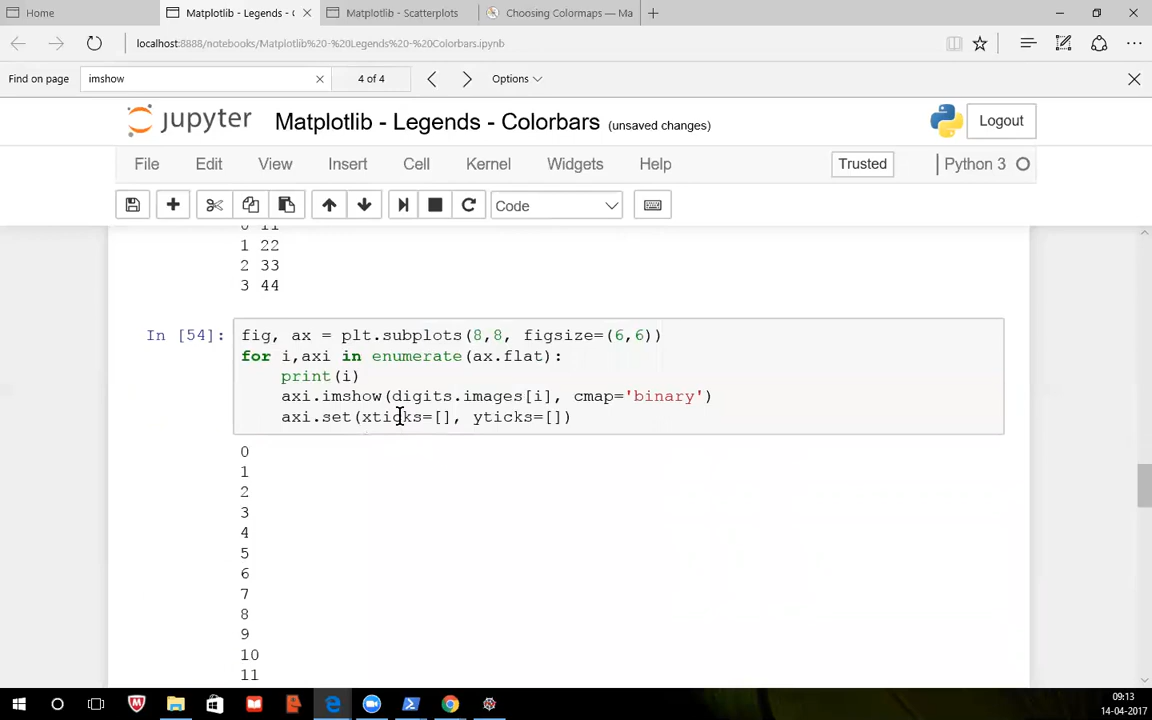 Home
Matplotlib - Legends - C
Matplotlib - Scatterplots
Choosing Colormaps — Ma
localhost:8888/notebooks/Matplotlib%20-%20Legends%20-%20Colorbars.ipynb
Find on page
imshow
4 of 4
Options
jupyter
Matplotlib - Legends - Colorbars
(unsaved changes)
Logout
File
Edit
View
Insert
Cell
Kernel
Widgets
Help
Trusted
Python 3
Code
0 11
1 22
2 33
3 44
In [54]:
fig, ax = plt.subplots(8,8, figsize=(6,6))
for i,axi in enumerate(ax.flat):
print(i)
axi.imshow(digits.images[i], cmap='binary')
axi.set(xticks=[], yticks=[])
0
1
2
3
4
5
6
7
8
9
10
11
09:13
14-04-2017